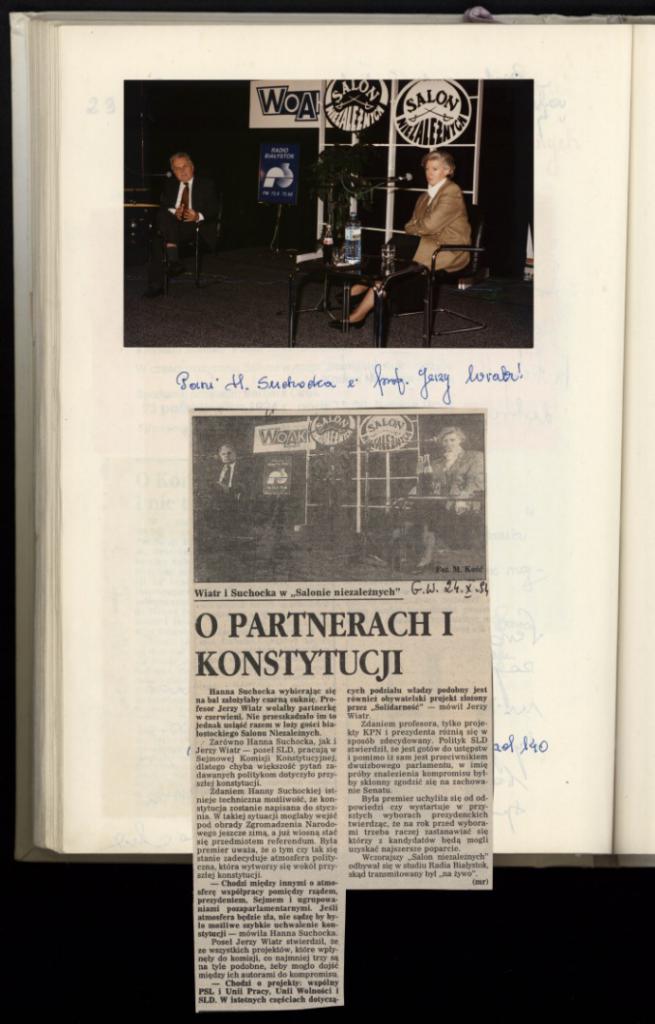 WOAK
SALON
NIEZALEŻNYCH
SALON
NIEZALEŻNYCH
RADIO
BIAŁYSTOK
Pani H. Suchocka i prof. Jerzy Wiatr!
WOAK
SALON
NIEZALEŻNYCH
SALON
NIEZALEŻNYCH
Fot. M. Kość
Wiatr i Suchocka w „Salonie niezależnych"
G.W. 24.X.94
O PARTNERACH I
KONSTYTUCJI
Hanna Suchocka wybierając się
na bal założyłaby czarną suknię. Pro-
fesor Jerzy Wiatr wolałby partnerkę
w czerwieni. Nie przeszkadzało im to
jednak usiąść razem w loży gości bia-
łostockiego Salonu Niezależnych.
Zarówno Hanna Suchocka, jak i
Jerzy Wiatr — poseł SLD, pracują w
Sejmowej Komisji Konstytucyjnej,
dlatego chyba większość pytań za-
dawanych politykom dotyczyło przy-
szłej konstytucji.
Zdaniem Hanny Suchockiej ist-
nieje techniczna możliwość, że kon-
stytucja zostanie napisana do stycz-
nia. W takiej sytuacji mogłaby wejść
pod obrady Zgromadzenia Narodo-
wego jeszcze zimą, a już wiosną stać
się przedmiotem referendum. Była
premier uważa, że o tym czy tak się
stanie zadecyduje atmosfera polity-
czna, która wytworzy się wokół przy-
szłej konstytucji.
— Chodzi między innymi o atmo-
sferę współpracy pomiędzy rządem,
prezydentem, Sejmem i ugrupowa-
niami pozaparlamentarnymi. Jeśli
atmosfera będzie zła, nie sądzę by by-
ło możliwe szybkie uchwalenie kon-
stytucji — mówiła Hanna Suchocka.
Poseł Jerzy Wiatr stwierdził, że
ze wszystkich projektów, które wpły-
nęły do komisji, co najmniej trzy są
na tyle podobne, żeby mogło dojść
między ich autorami do kompromisu.
— Chodzi o projekty: wspólny
PSL i Unii Pracy, Unii Wolności i
SLD. W istotnych częściach dotyczą-
cych podziału władzy podobny jest
również obywatelski projekt złożony
przez „Solidarność" — mówił Jerzy
Wiatr.
Zdaniem profesora, tylko proje-
kty KPN i prezydenta różnią się w
sposób zdecydowany. Polityk SLD
stwierdził, że jest gotów do ustępstw
i pomimo iż sam jest przeciwnikiem
dwuizbowego parlamentu, w imię
próby znalezienia kompromisu był-
by skłonny zgodzić się na zachowa-
nie Senatu.
Była premier uchyliła się od od-
powiedzi czy wystartuje w przy-
szłych wyborach prezydenckich
twierdząc, że na rok przed wybora-
mi trzeba raczej zastanawiać się
którzy z kandydatów będą mogli
uzyskać najszersze poparcie.
Wczorajszy „Salon niezależnych"
odbywał się w studiu Radia Białystok,
skąd transmitowany był „na żywo".
(mr)